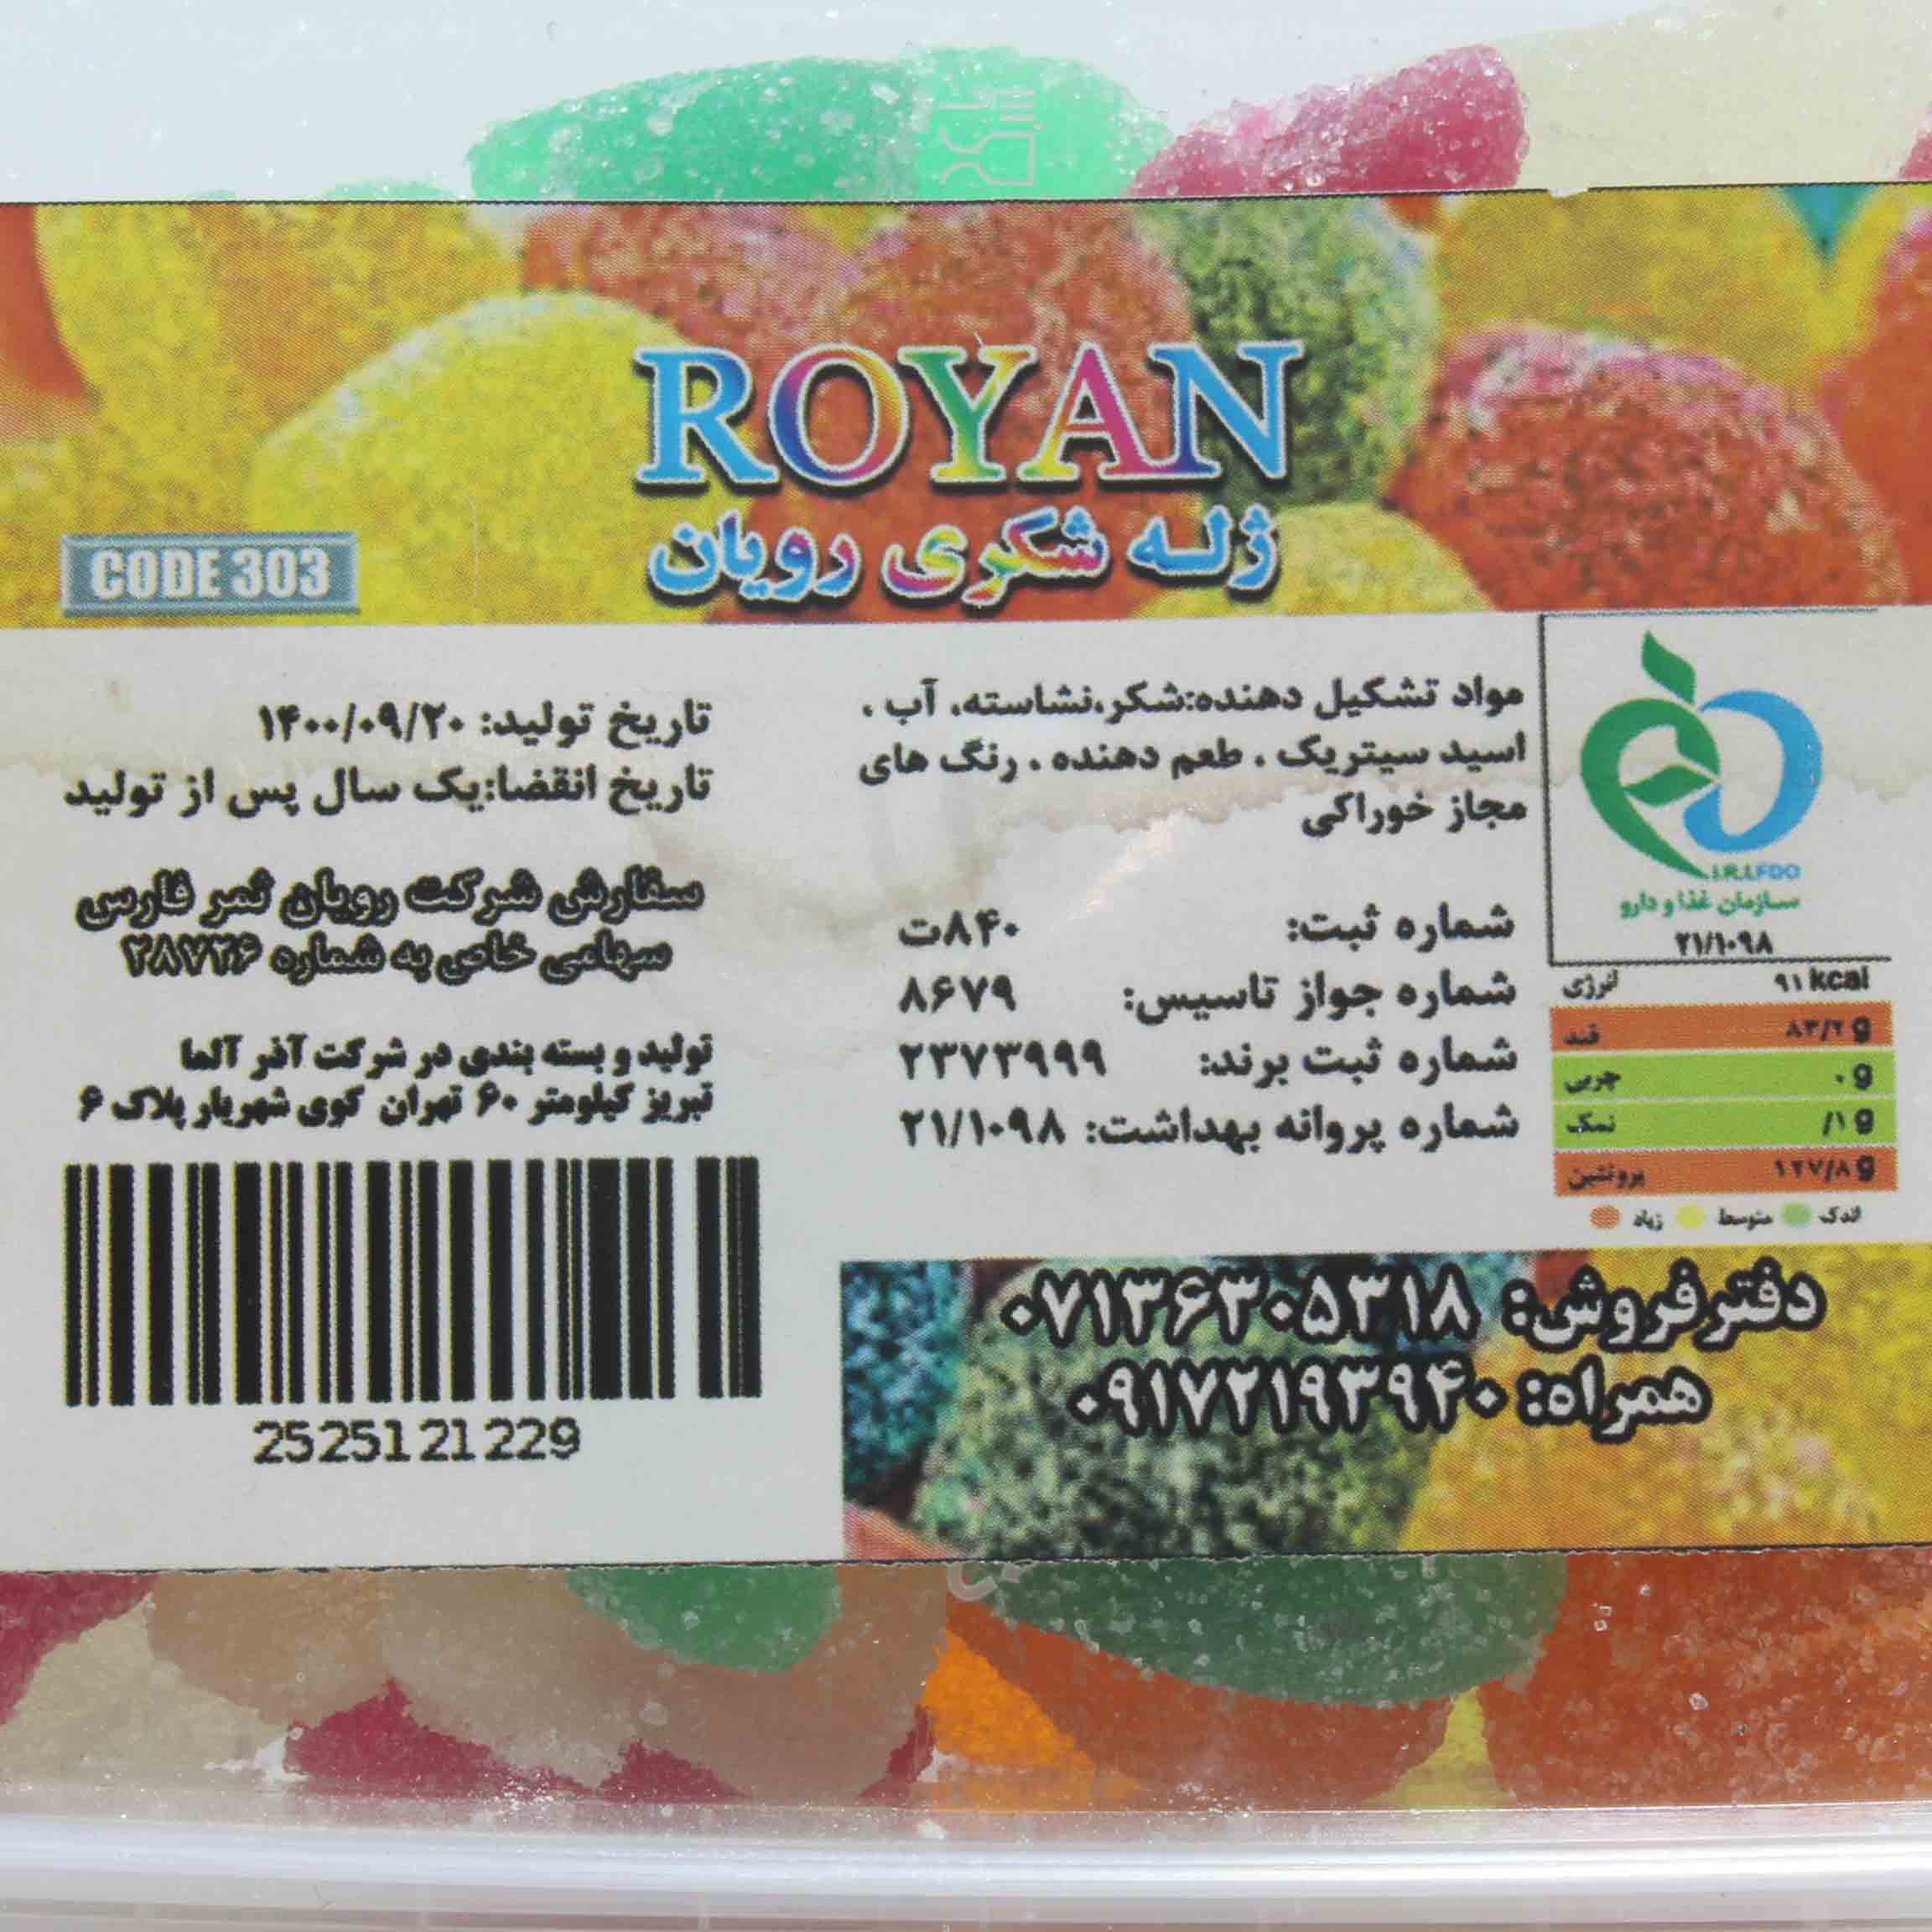 ROYAN
ژله شکری رویان
CODE 303
مواد تشکیل دهنده:شکر،نشاسته، آب ،
اسید سیتریک ، طعم دهنده ، رنگ های
مجاز خوراکی
شماره ثبت: ۸۴۰ت
شماره جواز تاسیس: ۸۶۷۹
شماره ثبت برند: ۲۳۷۳۹۹۹
شماره پروانه بهداشت: ۲۱/۱۰۹۸
تاریخ تولید: ۱۴۰۰/۰۹/۲۰
تاریخ انقضا:یک سال پس از تولید
سفارش شرکت رویان ثمر فارس
سهامی خاص به شماره ۲۸۷۲۶
تولید و بسته بندی در شرکت آذر آلما
تبریز کیلومتر ۶۰ تهران کوی شهریار پلاک ۶
2525121229
I.R.I.FDO
سازمان غذا و دارو
۲۱/۱۰۹۸
انرژی ۹۱ kcal
قند ۸۳/۲ g
چربی ۰ g
نمک /۱ g
پروتئین ۱۲۷/۸ g
اندک متوسط زیاد
دفتر فروش: ۰۷۱۳۶۳۰۵۳۱۸
همراه: ۰۹۱۷۲۱۹۳۹۴۰